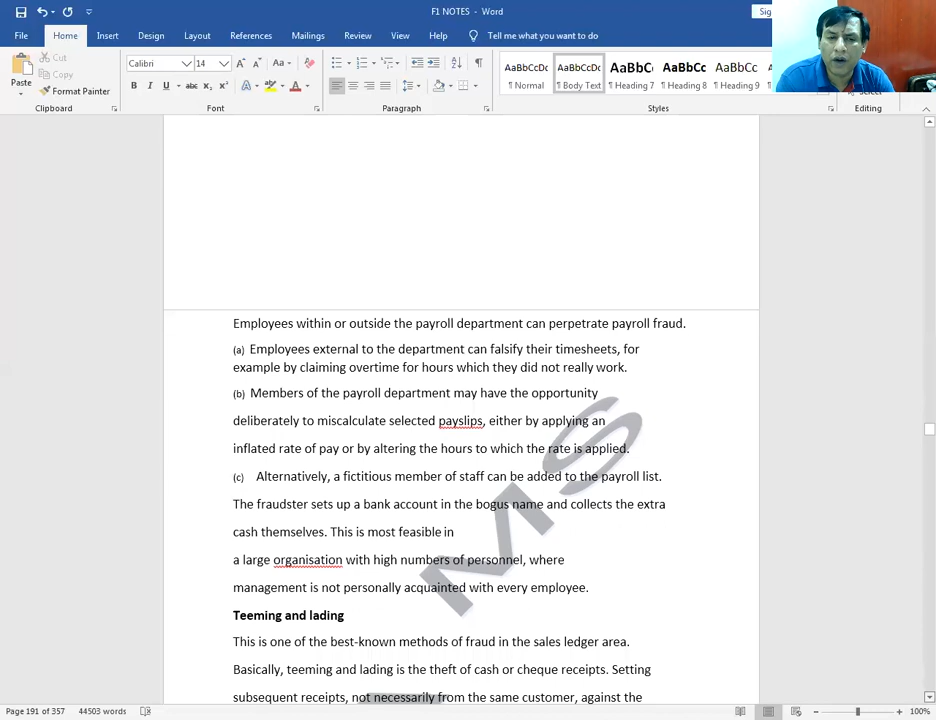 F1 NOTES - Word
Sig
File Home Insert Design Layout References Mailings Review View Help Tell me what you want to do
Paste
Cut
Copy
Format Painter
Clipboard
Calibri 14
Font
Paragraph
AaBbCcDc AaBbCcDc AaBbCc AaBbCc AaBbCc
¶ Normal ¶ Body Text ¶ Heading 7 ¶ Heading 8 ¶ Heading 9
Styles
Select
Editing
Employees within or outside the payroll department can perpetrate payroll fraud.
(a) Employees external to the department can falsify their timesheets, for
example by claiming overtime for hours which they did not really work.
(b) Members of the payroll department may have the opportunity
deliberately to miscalculate selected payslips, either by applying an
inflated rate of pay or by altering the hours to which the rate is applied.
(c) Alternatively, a fictitious member of staff can be added to the payroll list.
The fraudster sets up a bank account in the bogus name and collects the extra
cash themselves. This is most feasible in
a large organisation with high numbers of personnel, where
management is not personally acquainted with every employee.
Teeming and lading
This is one of the best-known methods of fraud in the sales ledger area.
Basically, teeming and lading is the theft of cash or cheque receipts. Setting
subsequent receipts, not necessarily from the same customer, against the
MS
Page 191 of 357 44503 words
100%